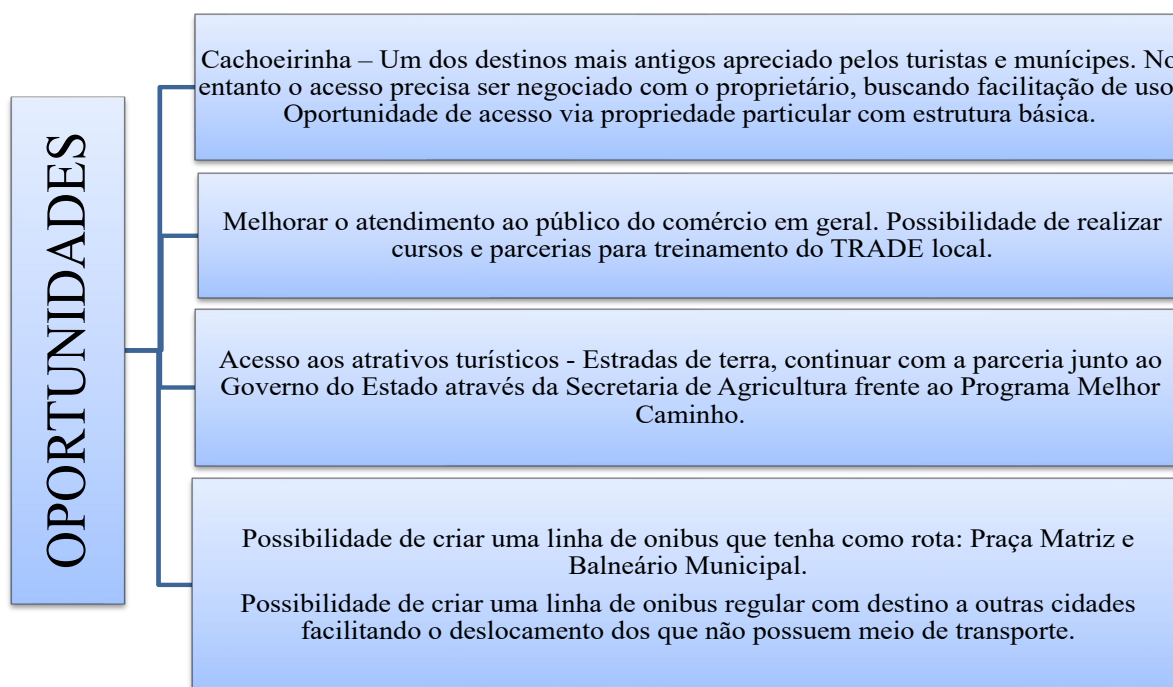 OPORTUNIDADES
Cachoeirinha – Um dos destinos mais antigos apreciado pelos turistas e munícipes. No
entanto o acesso precisa ser negociado com o proprietário, buscando facilitação de uso
Oportunidade de acesso via propriedade particular com estrutura básica.
Melhorar o atendimento ao público do comércio em geral. Possibilidade de realizar
cursos e parcerias para treinamento do TRADE local.
Acesso aos atrativos turísticos - Estradas de terra, continuar com a parceria junto ao
Governo do Estado através da Secretaria de Agricultura frente ao Programa Melhor
Caminho.
Possibilidade de criar uma linha de onibus que tenha como rota: Praça Matriz e
Balneário Municipal.
Possibilidade de criar uma linha de onibus regular com destino a outras cidades
facilitando o deslocamento dos que não possuem meio de transporte.